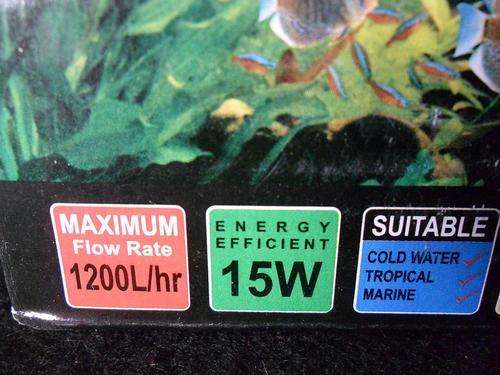 MAXIMUM
Flow Rate
1200L/hr
ENERGY
EFFICIENT
15W
SUITABLE
COLD WATER
TROPICAL
MARINE